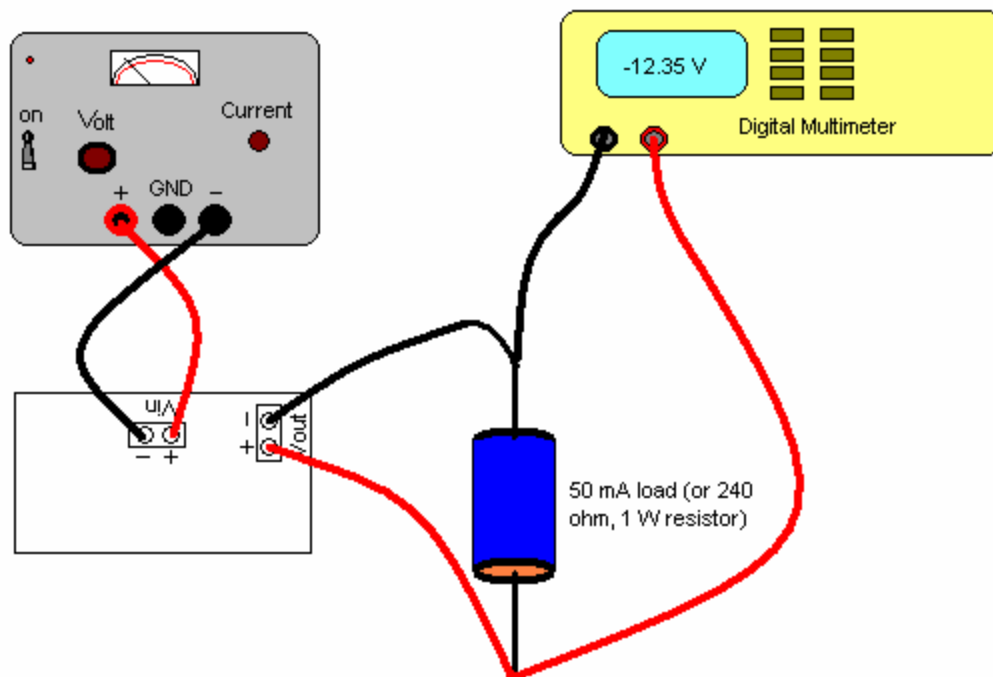 on
Volt
Current
+ GND -
-12.35 V
Digital Multimeter
Vin
- +
-
+
Vout
50 mA load (or 240
ohm, 1 W resistor)